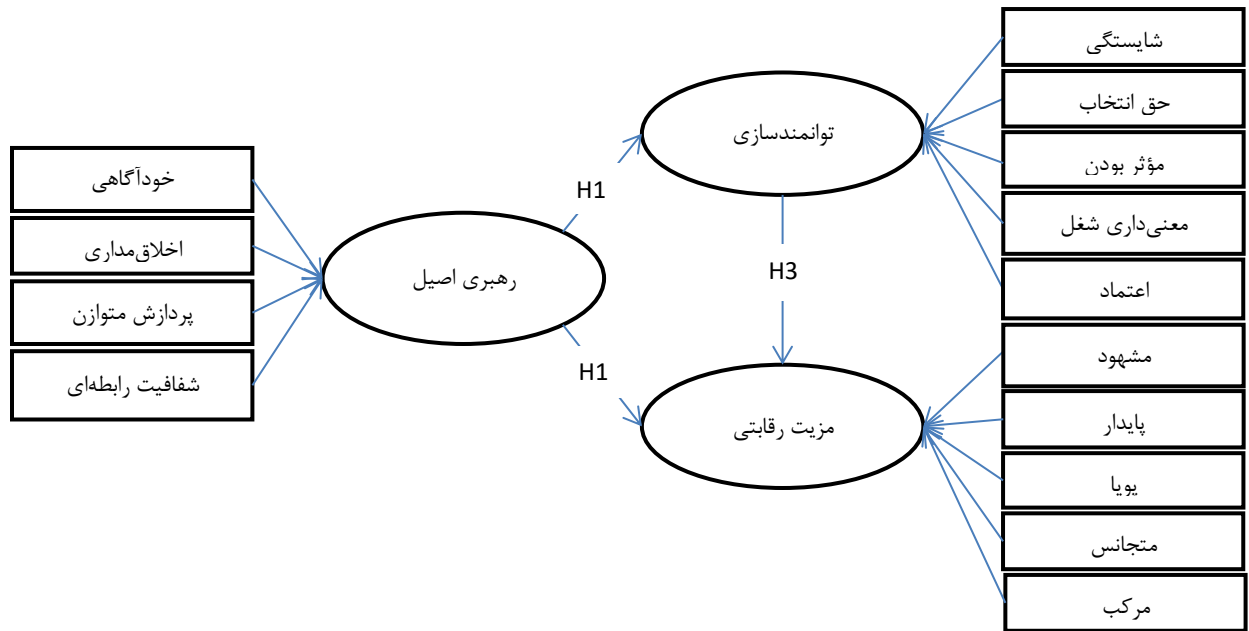 شایستگی
حق انتخاب
مؤثر بودن
معنی‌داری شغل
اعتماد
مشهود
پایدار
پویا
متجانس
مرکب
توانمندسازی
H1
H3
رهبری اصیل
H1
مزیت رقابتی
خودآگاهی
اخلاق‌مداری
پردازش متوازن
شفافیت رابطه‌ای